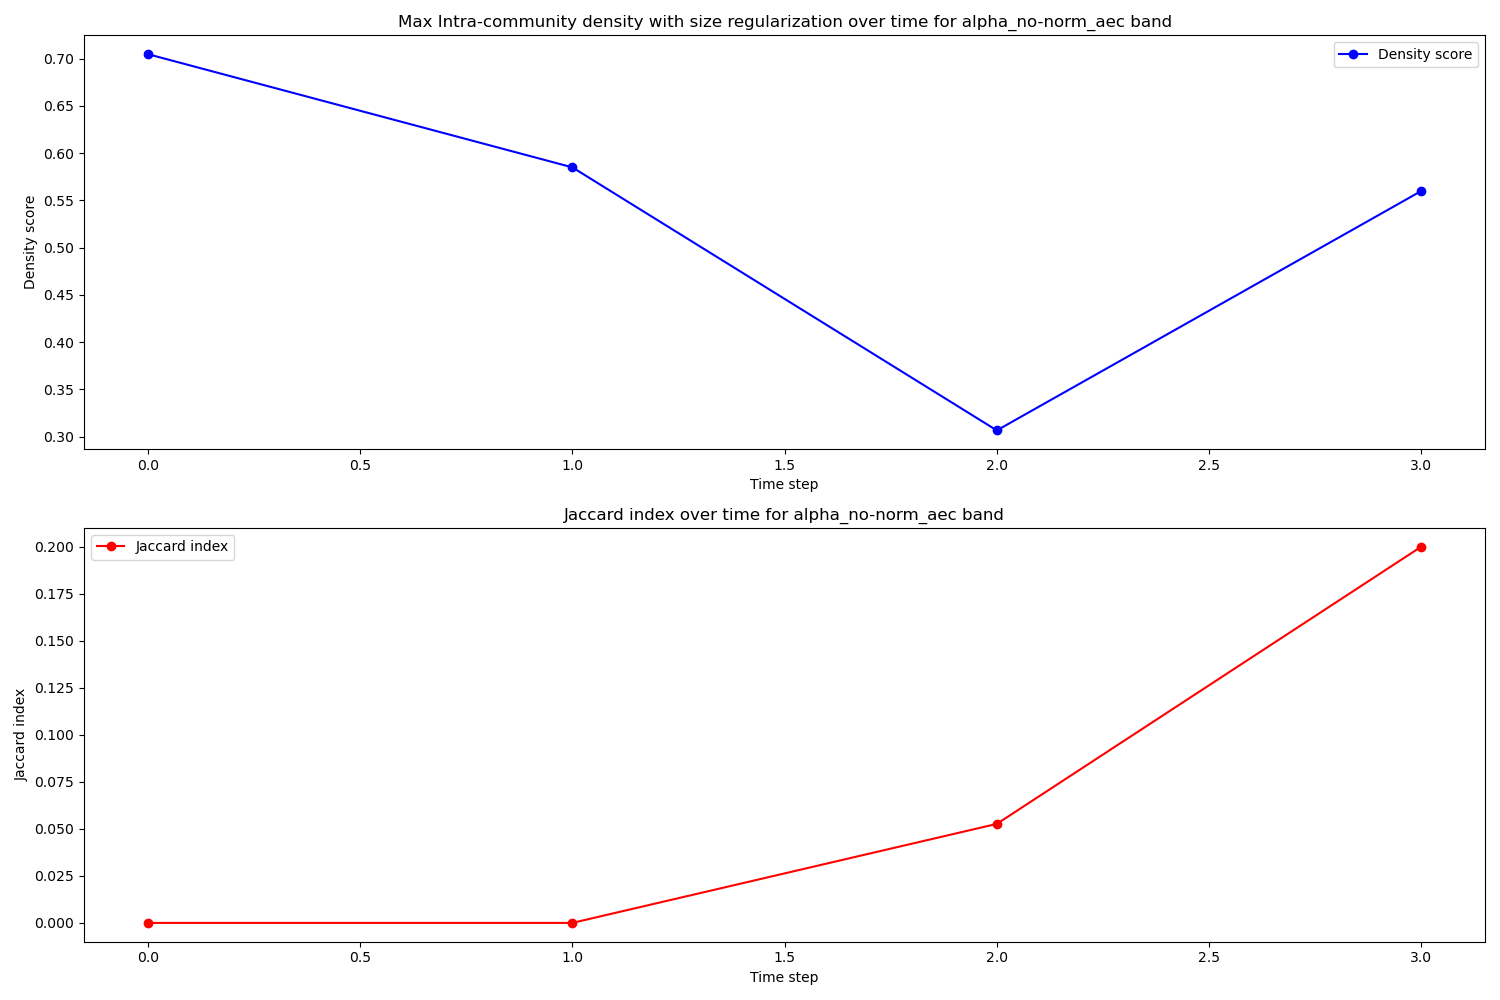 Max Intra-community density with size regularization over time for alpha_no-norm_aec band
Density score
0.70
0.65
0.60
0.55
0.50
0.45
0.40
0.35
0.30
Density score
0.0 0.5 1.0 1.5 2.0 2.5 3.0
Time step
Jaccard index over time for alpha_no-norm_aec band
Jaccard index
0.200
0.175
0.150
0.125
0.100
0.075
0.050
0.025
0.000
Jaccard index
0.0 0.5 1.0 1.5 2.0 2.5 3.0
Time step